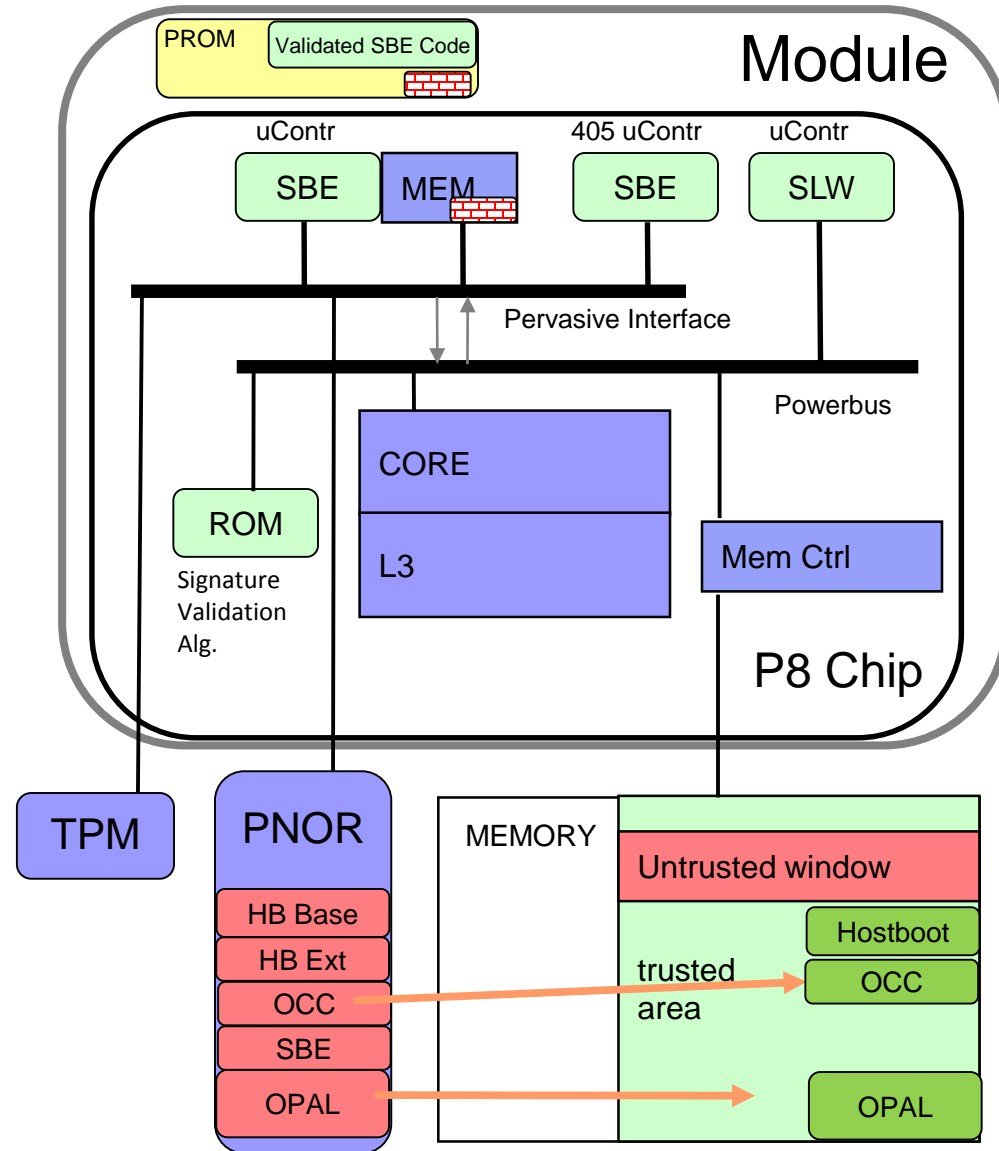 PROM
Validated SBE Code
Module
uContr
405 uContr
uContr
SBE
MEM
SBE
SLW
Pervasive Interface
Powerbus
CORE
ROM
L3
Mem Ctrl
Signature
Validation
Alg.
P8 Chip
TPM
PNOR
MEMORY
Untrusted window
HB Base
HB Ext
OCC
SBE
OPAL
trusted
area
Hostboot
OCC
OPAL